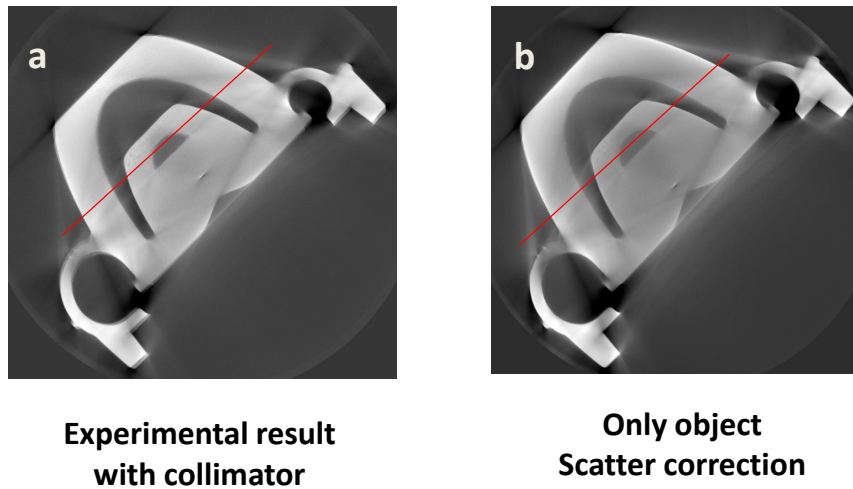 a
b
Experimental result
with collimator
Only object
Scatter correction